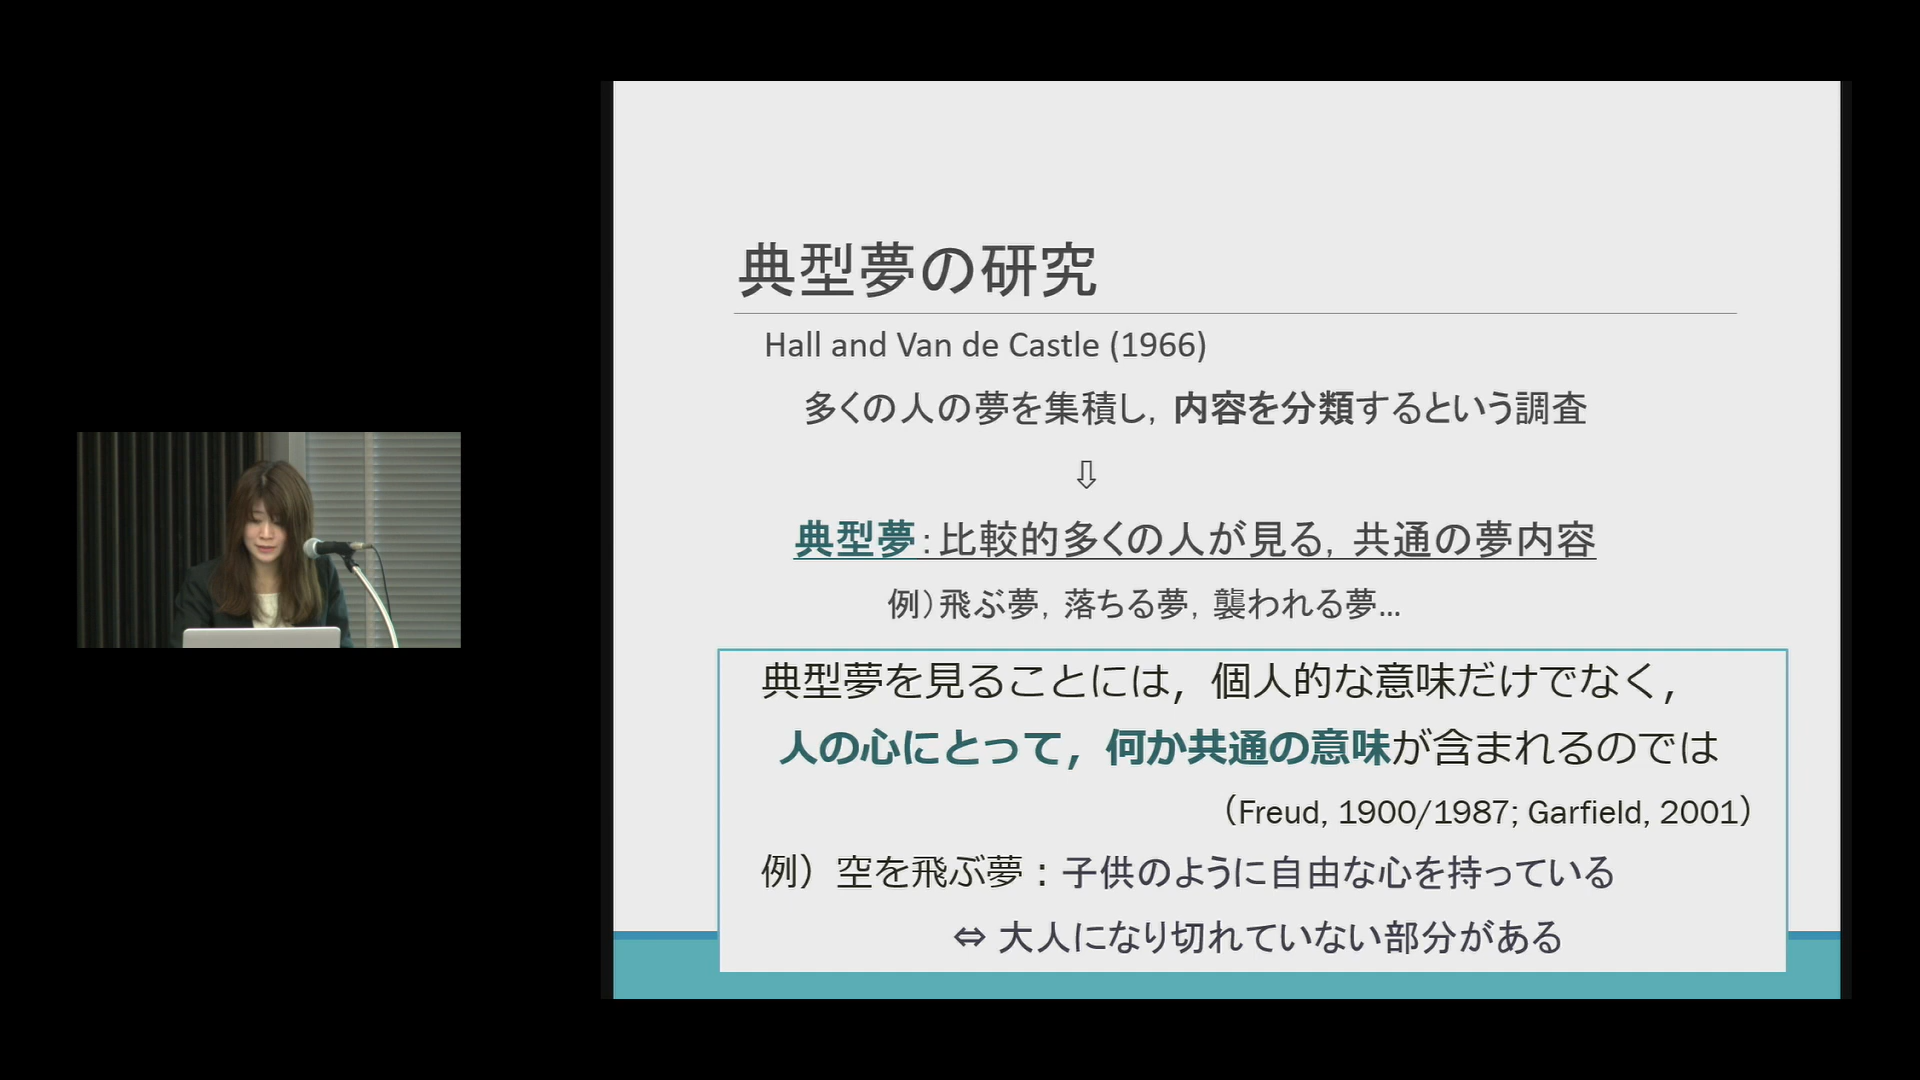 典型夢の研究
Hall and Van de Castle (1966)
多くの人の夢を集積し, 内容を分類するという調査
⇩
典型夢：比較的多くの人が見る, 共通の夢内容
例）飛ぶ夢, 落ちる夢, 襲われる夢…
典型夢を見ることには，個人的な意味だけでなく，
人の心にとって，何か共通の意味が含まれるのでは
（Freud, 1900/1987; Garfield, 2001）
例）空を飛ぶ夢：子供のように自由な心を持っている
⇔ 大人になり切れていない部分がある